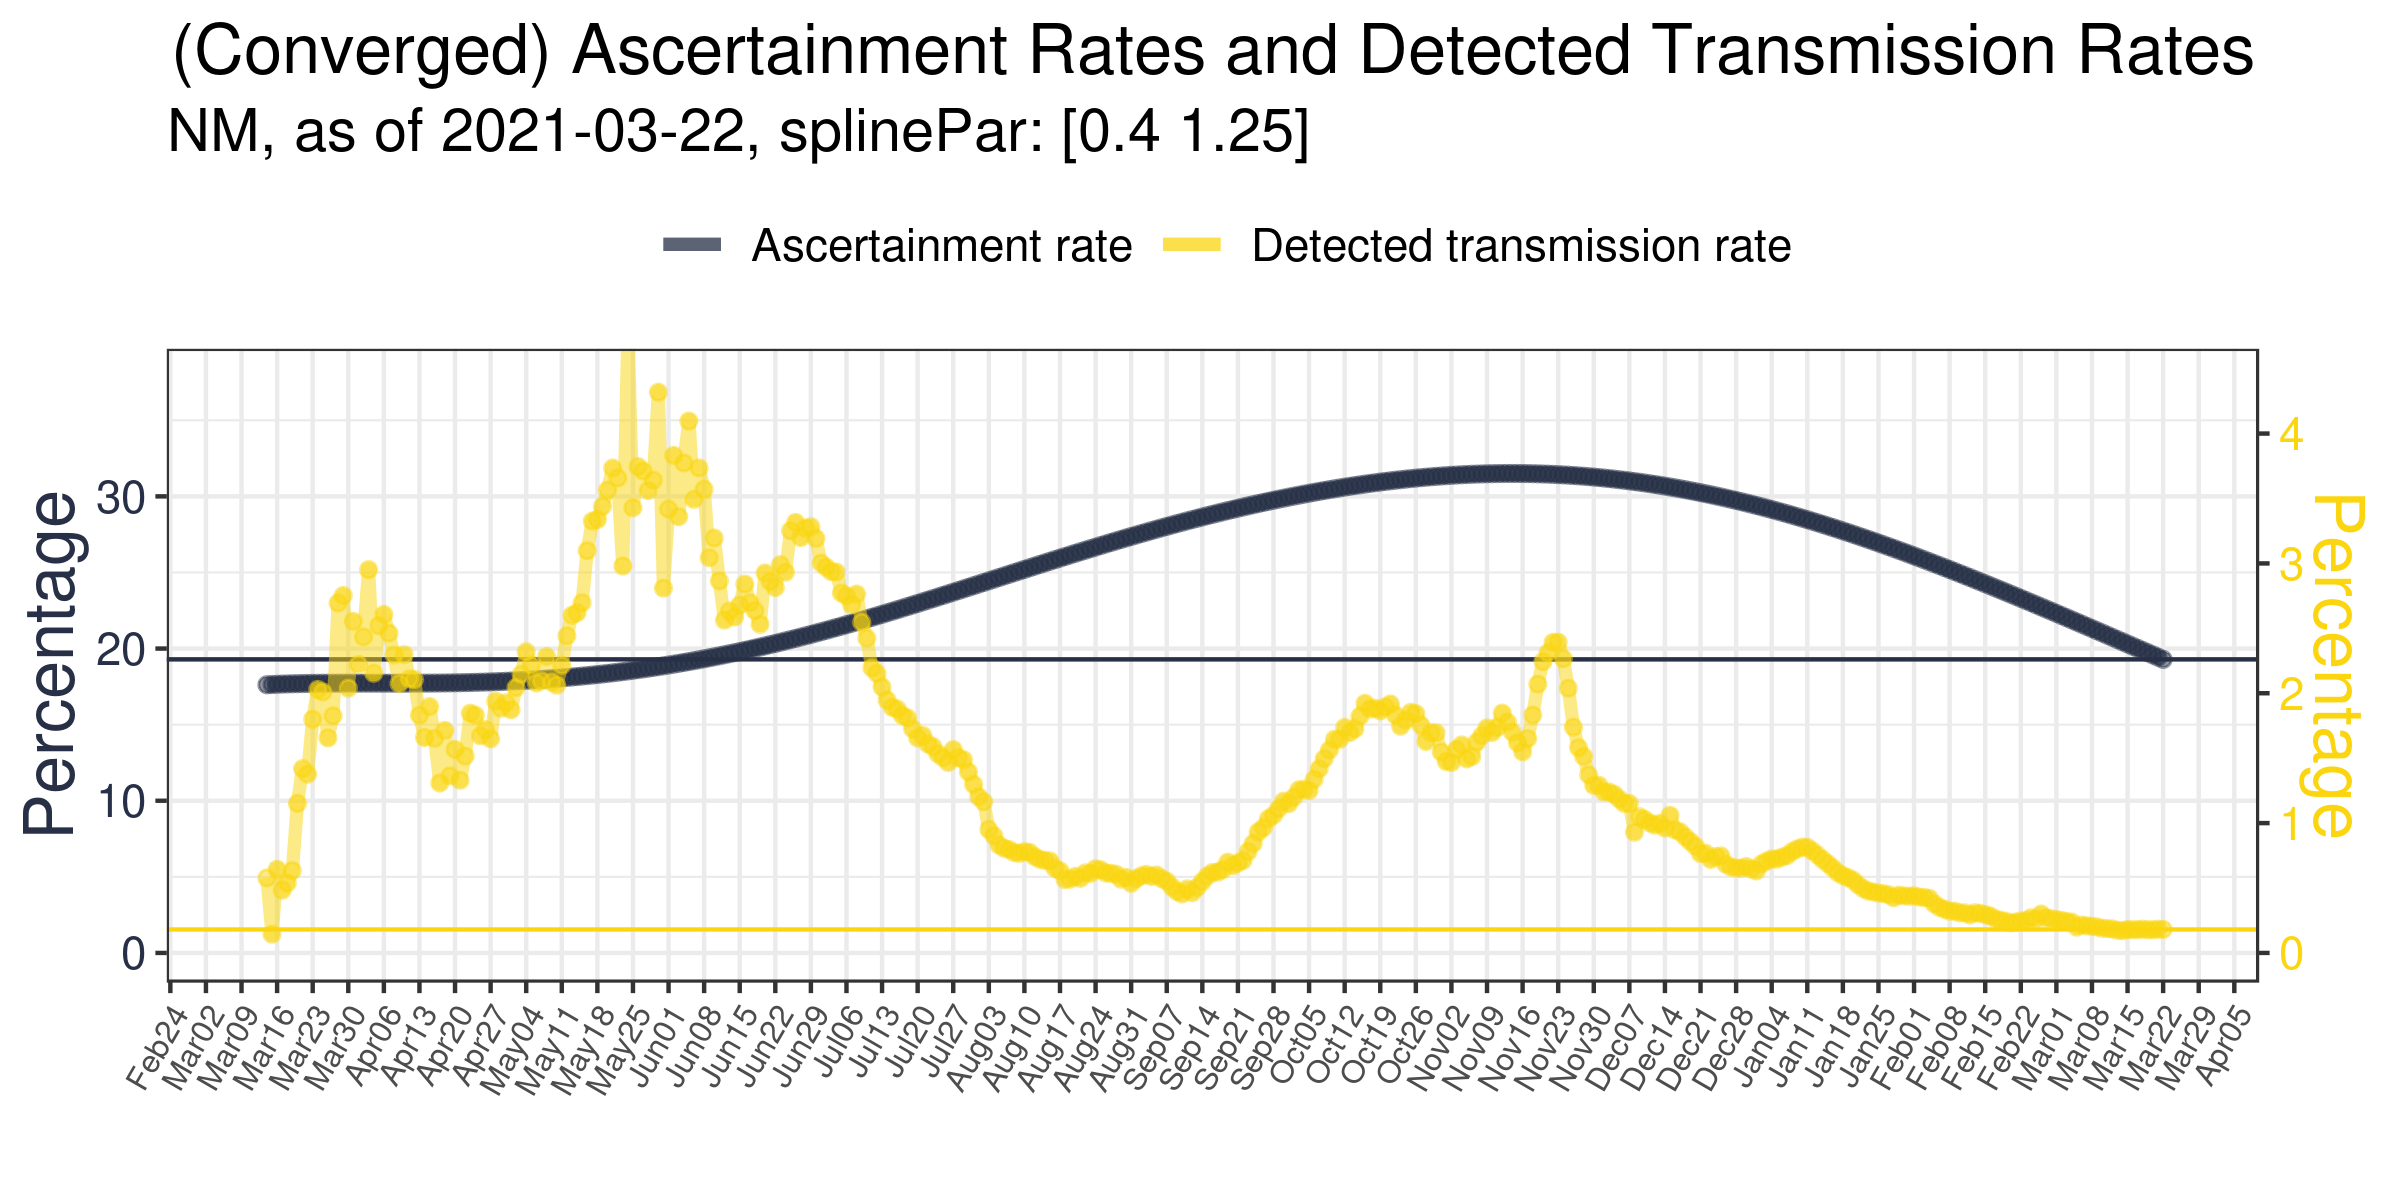 (Converged) Ascertainment Rates and Detected Transmission Rates
NM, as of 2021-03-22, splinePar: [0.4 1.25]
Ascertainment rate
Detected transmission rate
Percentage
30
20
10
0
4
3
2
1
0
Percentage
Feb24
Mar02
Mar09
Mar16
Mar23
Mar30
Apr06
Apr13
Apr20
Apr27
May04
May11
May18
May25
Jun01
Jun08
Jun15
Jun22
Jun29
Jul06
Jul13
Jul20
Jul27
Aug03
Aug10
Aug17
Aug24
Aug31
Sep07
Sep14
Sep21
Sep28
Oct05
Oct12
Oct19
Oct26
Nov02
Nov09
Nov16
Nov23
Nov30
Dec07
Dec14
Dec21
Dec28
Jan04
Jan11
Jan18
Jan25
Feb01
Feb08
Feb15
Feb22
Mar01
Mar08
Mar15
Mar22
Mar29
Apr05